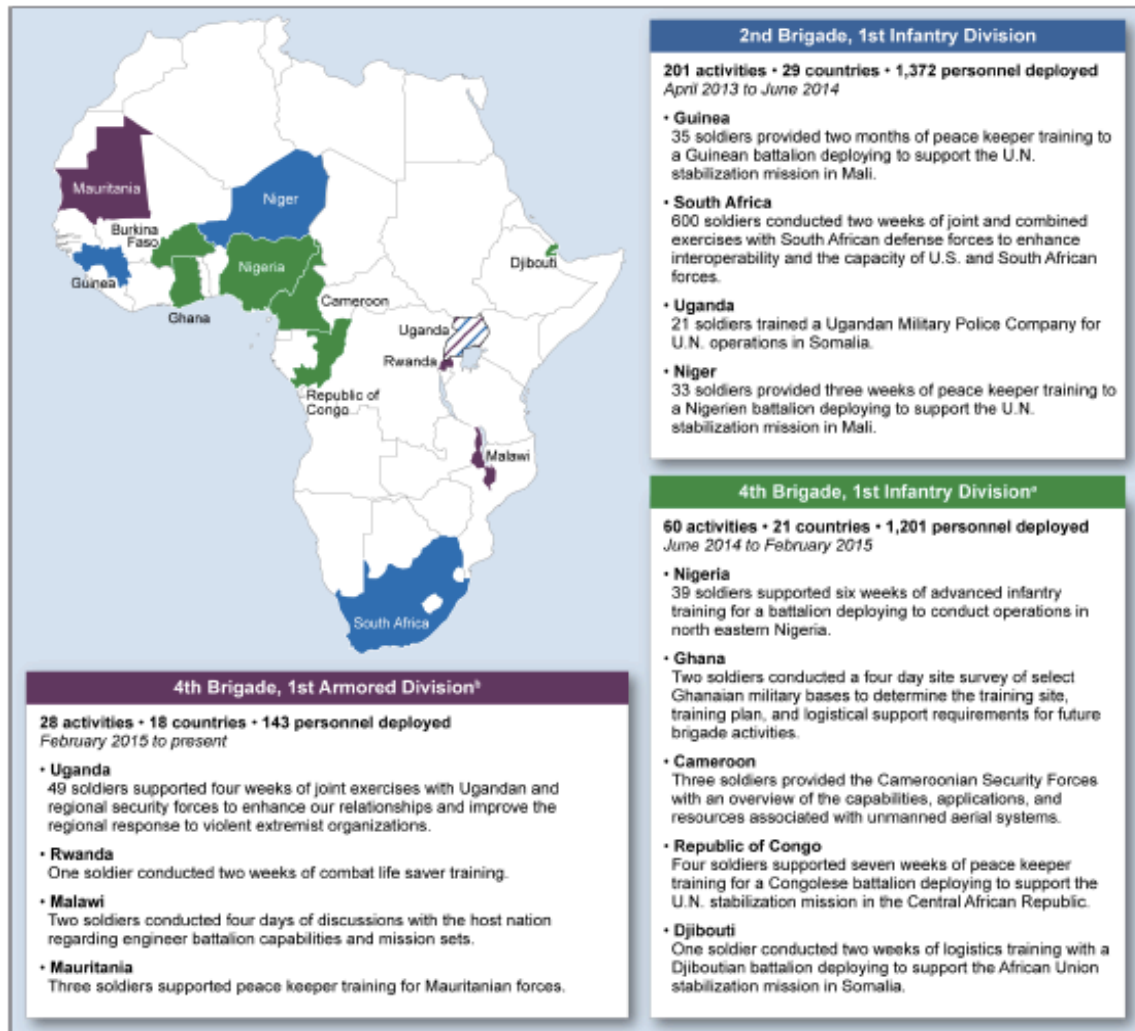 Mauritania
Niger
Burkina
Faso
Nigeria
Guinea
Djibouti
Cameroon
Ghana
Uganda
Rwanda
Republic of
Congo
Malawi
South Africa
2nd Brigade, 1st Infantry Division
201 activities • 29 countries • 1,372 personnel deployed
April 2013 to June 2014
• Guinea
35 soldiers provided two months of peace keeper training to
a Guinean battalion deploying to support the U.N.
stabilization mission in Mali.
• South Africa
600 soldiers conducted two weeks of joint and combined
exercises with South African defense forces to enhance
interoperability and the capacity of U.S. and South African
forces.
• Uganda
21 soldiers trained a Ugandan Military Police Company for
U.N. operations in Somalia.
• Niger
33 soldiers provided three weeks of peace keeper training to
a Nigerien battalion deploying to support the U.N.
stabilization mission in Mali.
4th Brigade, 1st Infantry Divisionᵃ
60 activities • 21 countries • 1,201 personnel deployed
June 2014 to February 2015
• Nigeria
39 soldiers supported six weeks of advanced infantry
training for a battalion deploying to conduct operations in
north eastern Nigeria.
• Ghana
Two soldiers conducted a four day site survey of select
Ghanaian military bases to determine the training site,
training plan, and logistical support requirements for future
brigade activities.
• Cameroon
Three soldiers provided the Cameroonian Security Forces
with an overview of the capabilities, applications, and
resources associated with unmanned aerial systems.
• Republic of Congo
Four soldiers supported seven weeks of peace keeper
training for a Congolese battalion deploying to support the
U.N. stabilization mission in the Central African Republic.
• Djibouti
One soldier conducted two weeks of logistics training with a
Djiboutian battalion deploying to support the African Union
stabilization mission in Somalia.
4th Brigade, 1st Armored Divisionᵇ
28 activities • 18 countries • 143 personnel deployed
February 2015 to present
• Uganda
49 soldiers supported four weeks of joint exercises with Ugandan and
regional security forces to enhance our relationships and improve the
regional response to violent extremist organizations.
• Rwanda
One soldier conducted two weeks of combat life saver training.
• Malawi
Two soldiers conducted four days of discussions with the host nation
regarding engineer battalion capabilities and mission sets.
• Mauritania
Three soldiers supported peace keeper training for Mauritanian forces.